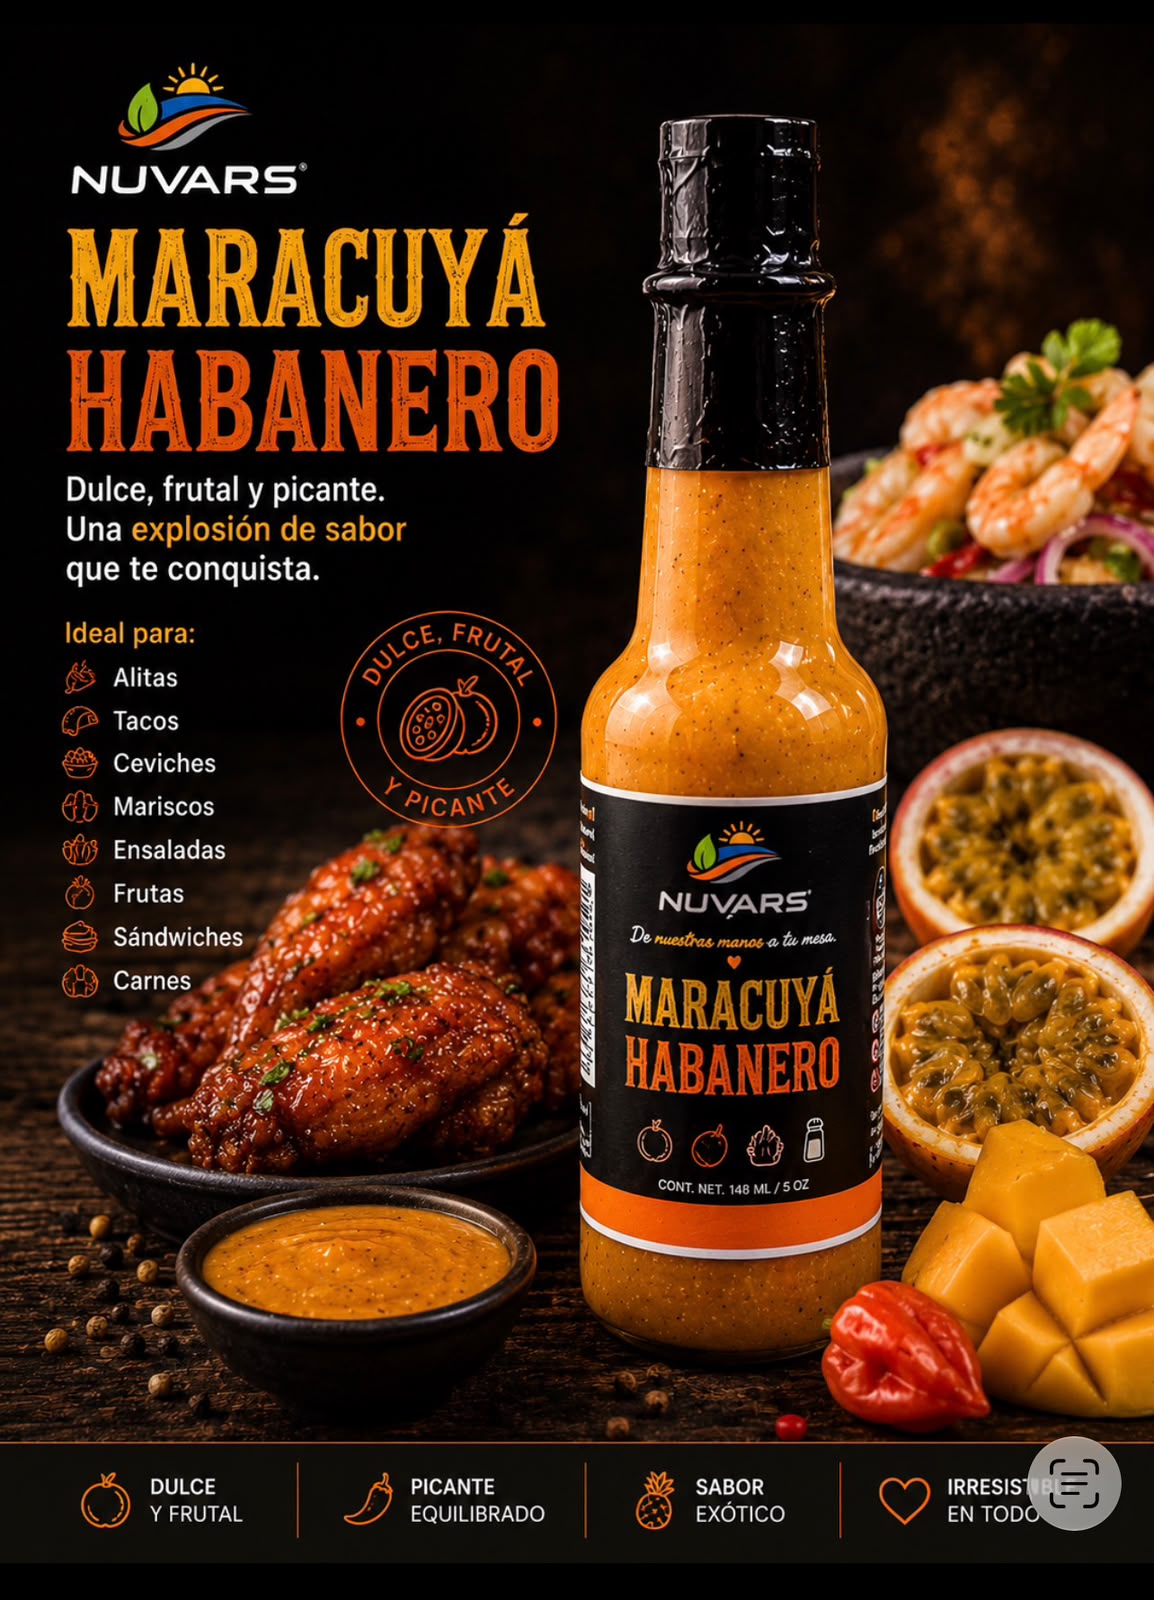 NUVARS®
MARACUYÁ
HABANERO
Dulce, frutal y picante.
Una explosión de sabor
que te conquista.
Ideal para:
Alitas
Tacos
Ceviches
Mariscos
Ensaladas
Frutas
Sándwiches
Carnes
DULCE, FRUTAL
Y PICANTE
NUVARS
De nuestras manos a tu mesa.
MARACUYÁ
HABANERO
CONT. NET. 148 ML / 5 OZ
DULCE
Y FRUTAL
PICANTE
EQUILIBRADO
SABOR
EXÓTICO
IRRESISTIBLE
EN TODO